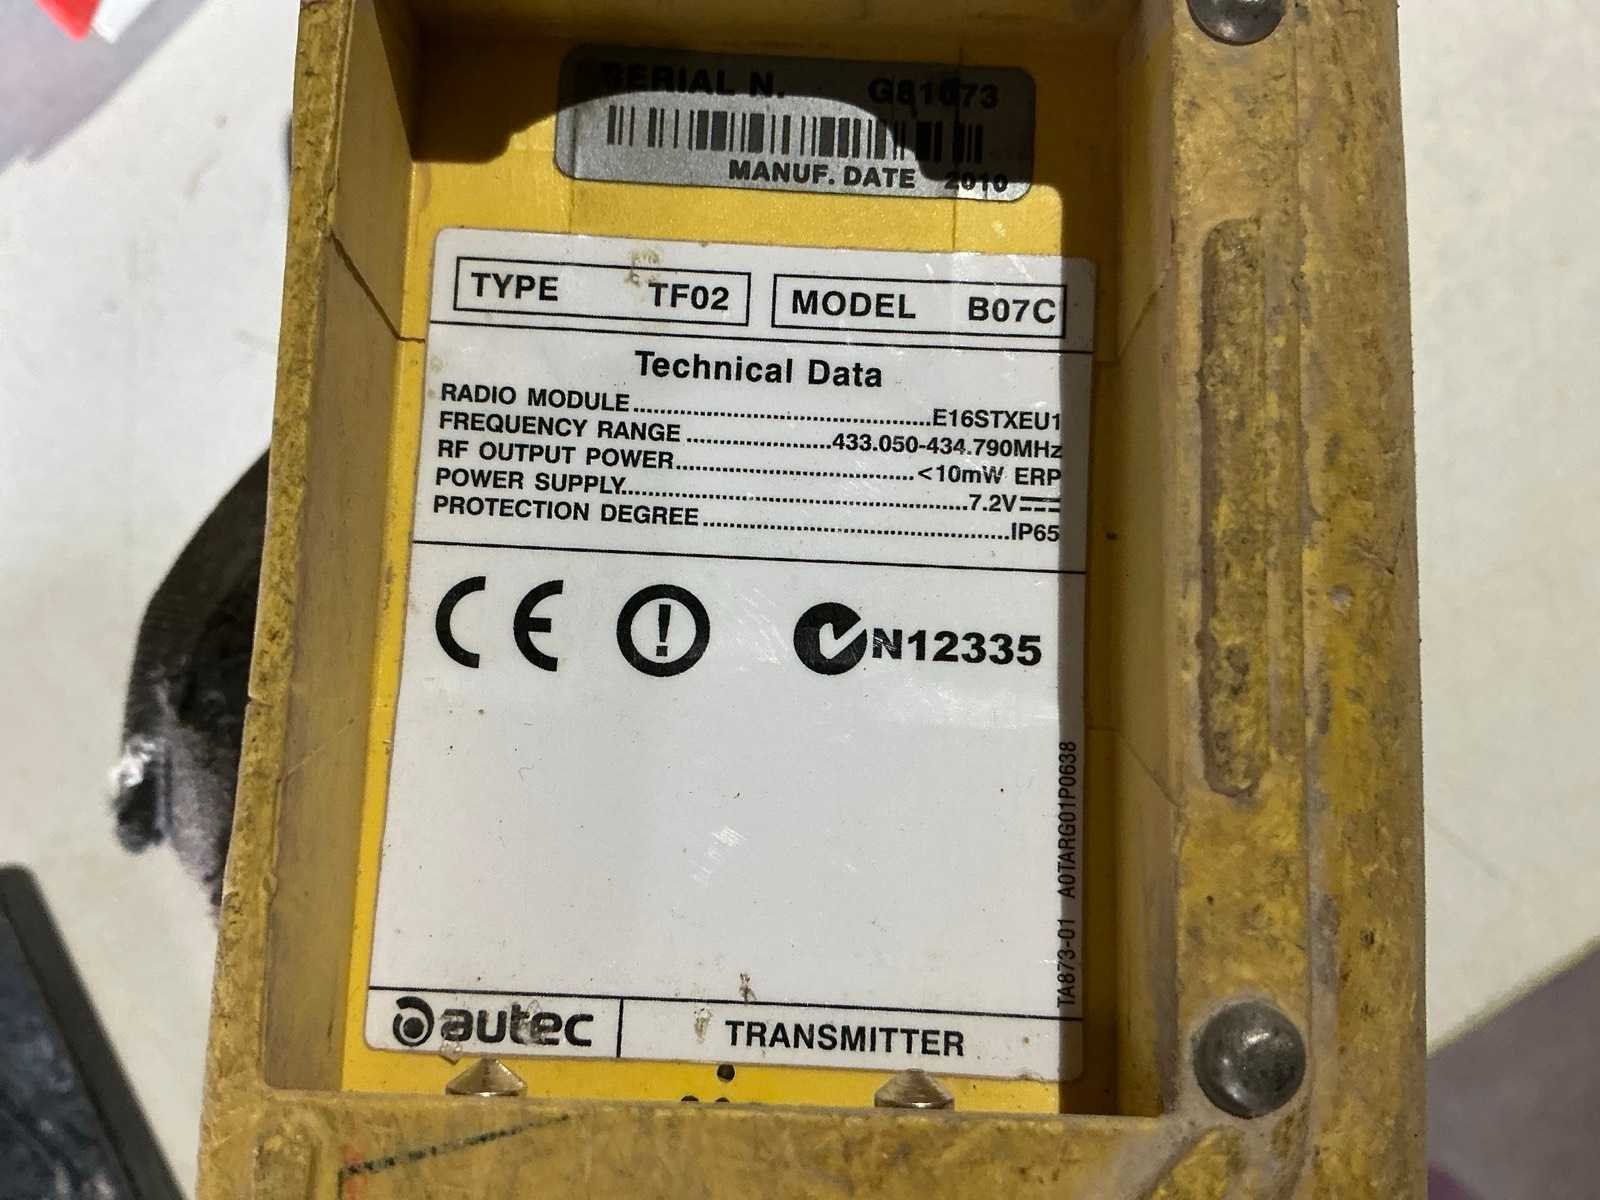 SERIAL N. G81073
MANUF. DATE 2010
TYPE TF02 MODEL B07C
Technical Data
RADIO MODULE E16STXEU1
FREQUENCY RANGE 433.050-434.790MHz
RF OUTPUT POWER <10mW ERP
POWER SUPPLY 7.2V
PROTECTION DEGREE IP65
CE ! N12335
TA873-01 A0TARG01P0638
autec TRANSMITTER